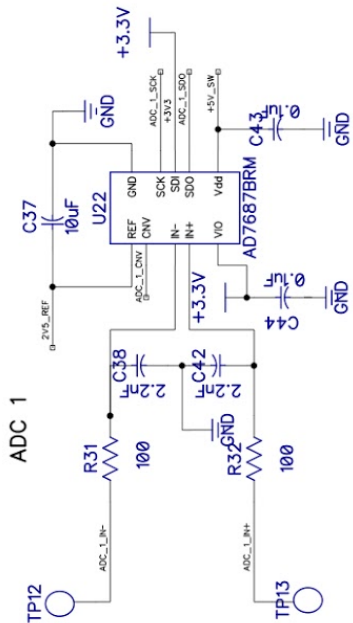 ADC 1
TP12
ADC_1_IN-
R31
100
2V5_REF
C37
10uF
GND
C38
2.2nF
C42
2.2nF
GND
ADC_1_CNV
U22
REF
CNV
IN-
IN+
VIO
GND
SCK
SDI
SDO
Vdd
AD7687BRM
ADC_1_SCK
+3V3
+3.3V
ADC_1_SDO
+5V_SW
C43
0.1uF
GND
+3.3V
C44
0.1uF
GND
R32
100
ADC_1_IN+
TP13